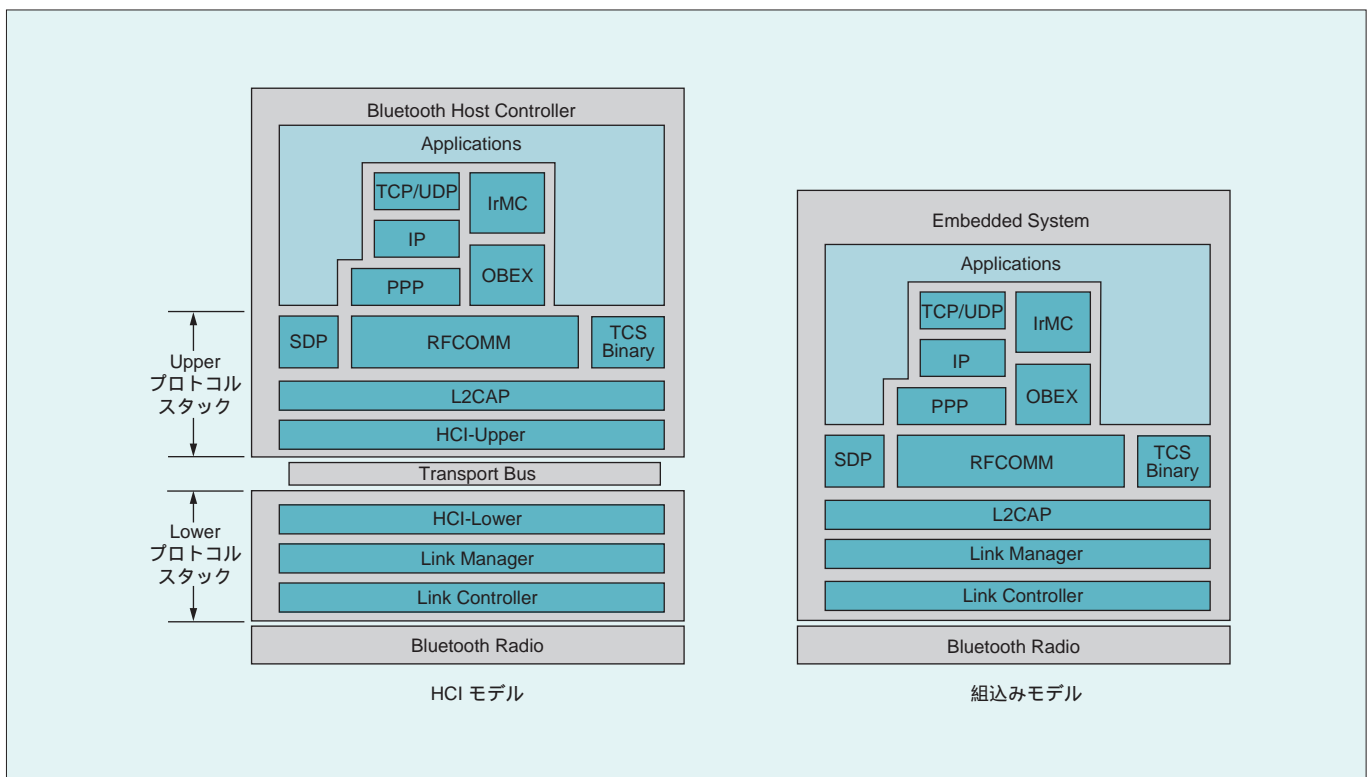 Bluetooth Host Controller
Applications
TCP/UDP
IrMC
IP
OBEX
PPP
SDP
RFCOMM
TCS
Binary
L2CAP
HCI-Upper
Upper
プロトコル
スタック
Transport Bus
HCI-Lower
Link Manager
Link Controller
Lower
プロトコル
スタック
Bluetooth Radio
HCI モデル
Embedded System
Applications
TCP/UDP
IrMC
IP
OBEX
PPP
SDP
RFCOMM
TCS
Binary
L2CAP
Link Manager
Link Controller
Bluetooth Radio
組込みモデル